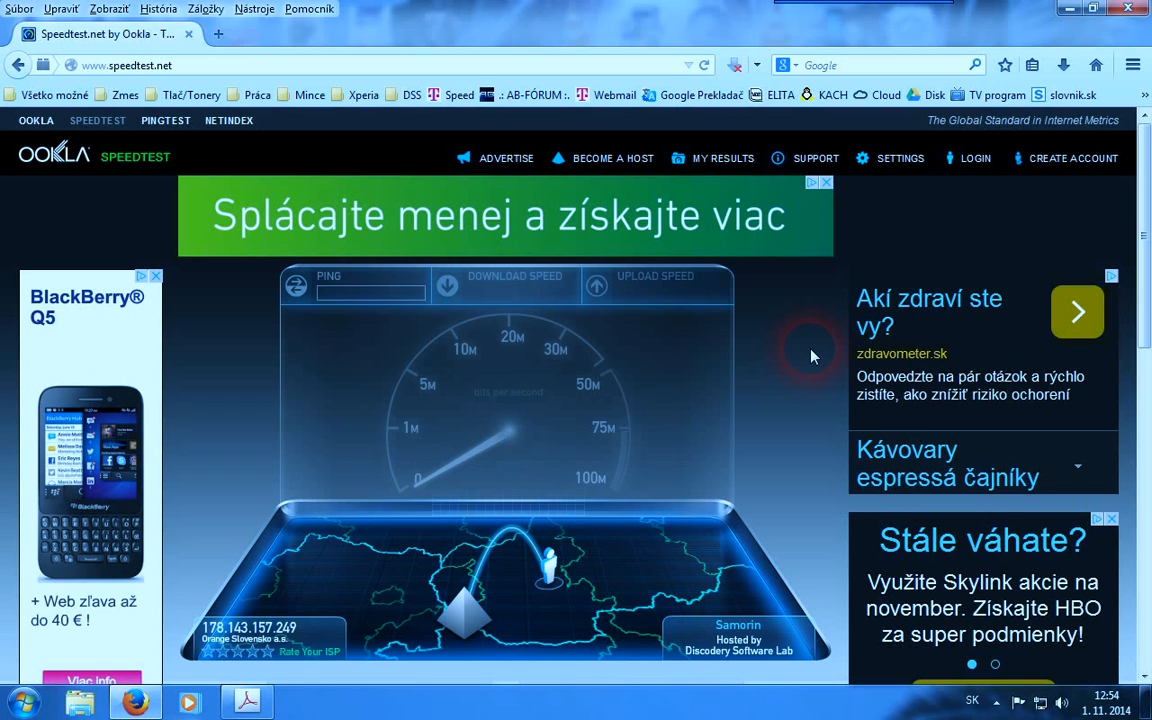 Súbor Upraviť Zobraziť História Záložky Nástroje Pomocník
Speedtest.net by Ookla - T...
www.speedtest.net
Google
Všetko možné Zmes Tlač/Tonery Práca Mince Xperia DSS Speed .: AB-FÓRUM :. Webmail Google Prekladač ELITA KACH Cloud Disk TV program slovnik.sk
OOKLA SPEEDTEST PINGTEST NETINDEX
The Global Standard in Internet Metrics
OOKLA SPEEDTEST
ADVERTISE BECOME A HOST MY RESULTS SUPPORT SETTINGS LOGIN CREATE ACCOUNT
Splácajte menej a získajte viac
BlackBerry®
Q5
+ Web zľava až
do 40 € !
Viac Info
PING DOWNLOAD SPEED UPLOAD SPEED
20M
10M 30M
5M 50M
bits per second
1M 75M
0 100M
178.143.157.249
Orange Slovensko a.s.
Rate Your ISP
Samorin
Hosted by
Discodery Software Lab
Akí zdraví ste
vy?
zdravometer.sk
Odpovedzte na pár otázok a rýchlo
zistíte, ako znížiť riziko ochorení
Kávovary
espressá čajníky
Stále váhate?
Využite Skylink akcie na
november. Získajte HBO
za super podmienky!
SK
12:54
1. 11. 2014